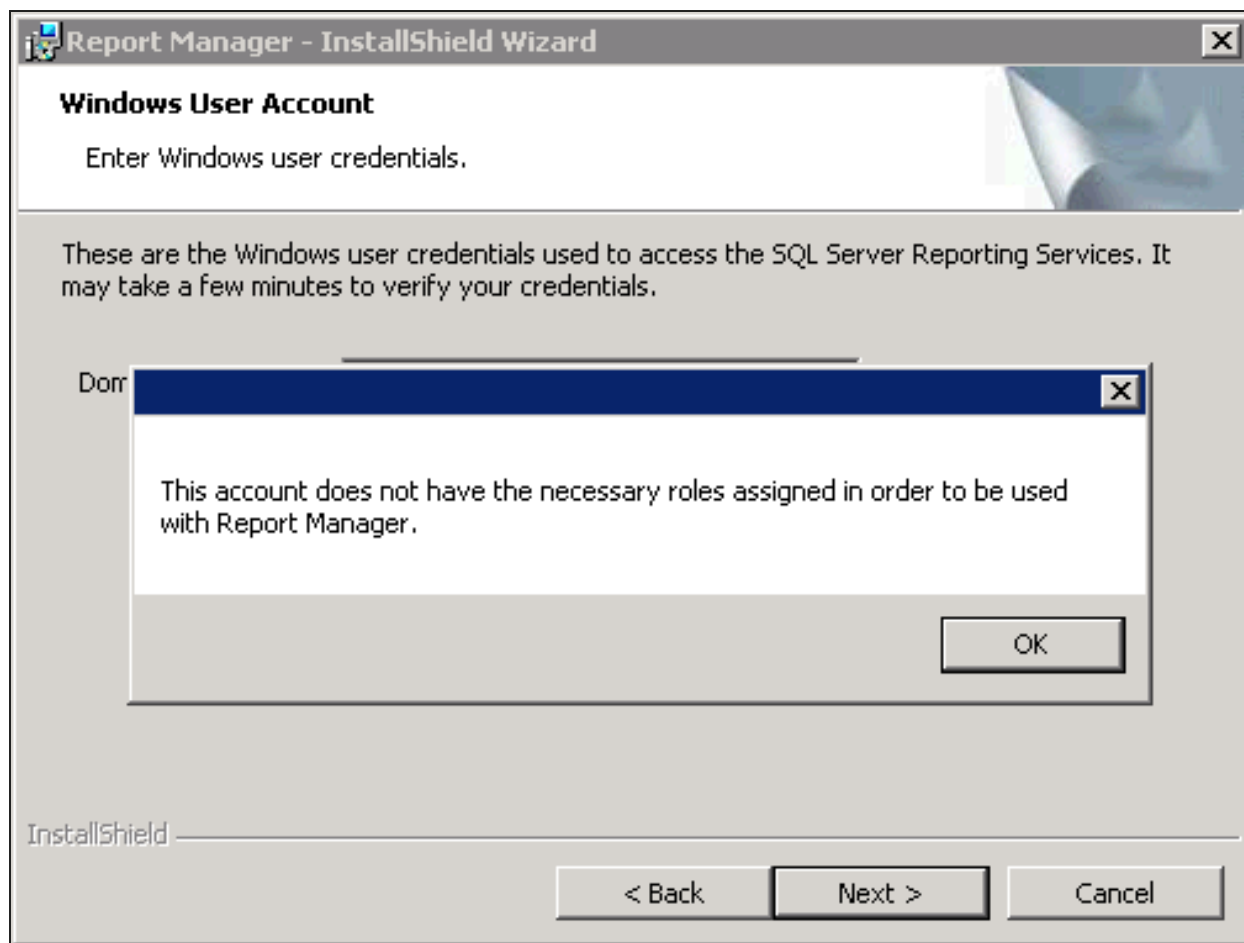 Report Manager - InstallShield Wizard
Windows User Account
Enter Windows user credentials.
These are the Windows user credentials used to access the SQL Server Reporting Services. It
may take a few minutes to verify your credentials.
This account does not have the necessary roles assigned in order to be used
with Report Manager.
OK
InstallShield
< Back
Next >
Cancel